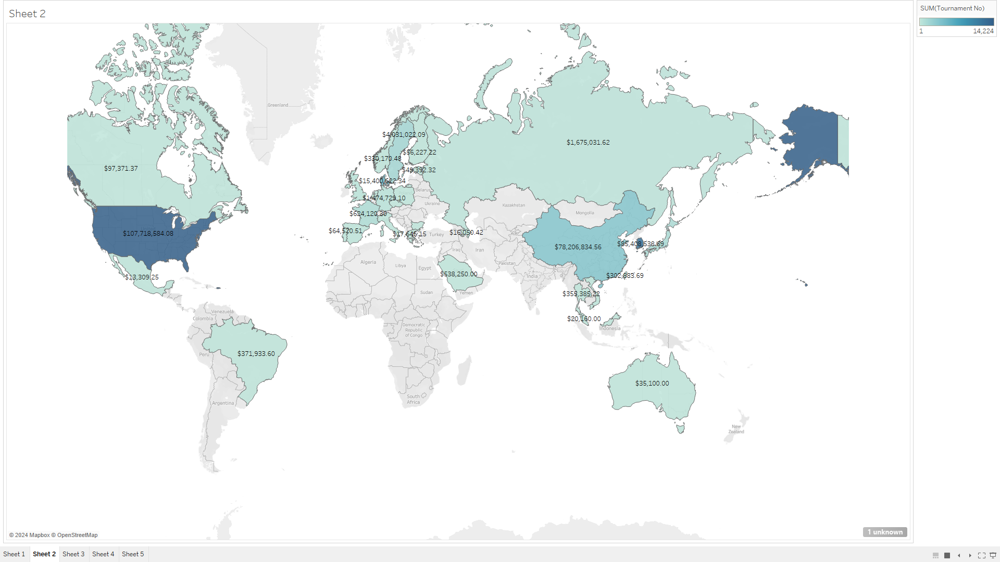 Sheet 2
SUM(Tournament No)
1
14,224
Greenland
$4,031,022.09
$1,675,031.62
$56,227.22
$330,170.48
$97,371.37
$49,392.32
$15,400,622.34
Belarus
$1,474,729.10
Ukraine
Kazakhstan
Mongolia
$624,120.30
$64,520.51
$107,718,584.08
$17,645.15
Turkey
$16,050.42
$78,206,834.56
$85,408,538.69
Iraq
Iran
Algeria
Libya
Egypt
Pakistan
$13,309.25
$538,250.00
India
$302,883.69
Sudan
Yemen
$353,385.22
Venezuela
Colombia
$20,160.00
Democratic
Republic
of Congo
Indonesia
Peru
$371,933.60
$35,100.00
South
Africa
Argentina
New
Zealand
© 2024 Mapbox © OpenStreetMap
1 unknown
Sheet 1
Sheet 2
Sheet 3
Sheet 4
Sheet 5